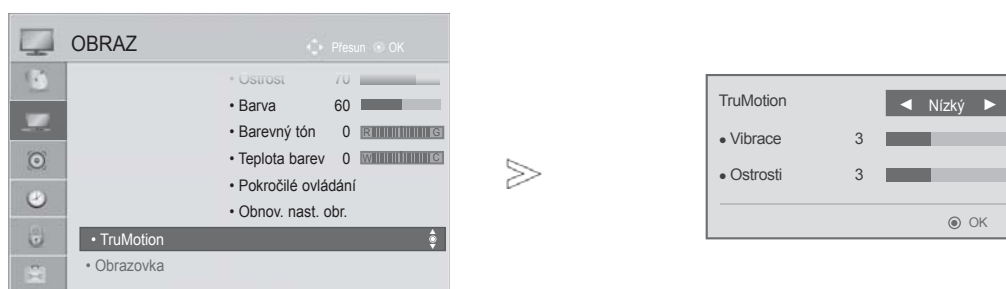 OBRAZ Přesun OK
• Ostrost 70
• Barva 60
• Barevný tón 0 R G
• Teplota barev 0 W C
• Pokročilé ovládání
• Obnov. nast. obr.
• TruMotion
• Obrazovka
TruMotion ◄ Nízký ►
• Vibrace 3
• Ostrosti 3
OK